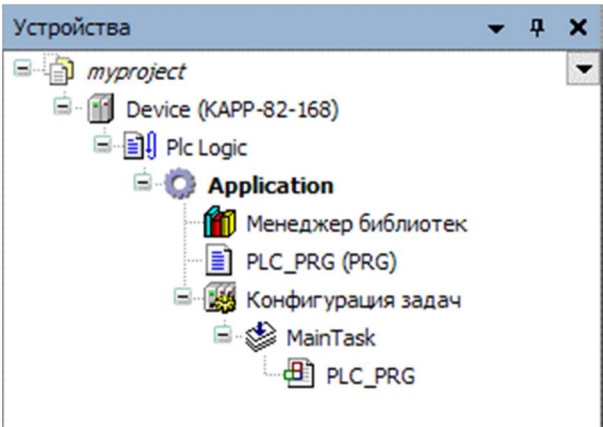 Устройства
myproject
Device (KAPP-82-168)
Plc Logic
Application
Менеджер библиотек
PLC_PRG (PRG)
Конфигурация задач
MainTask
PLC_PRG